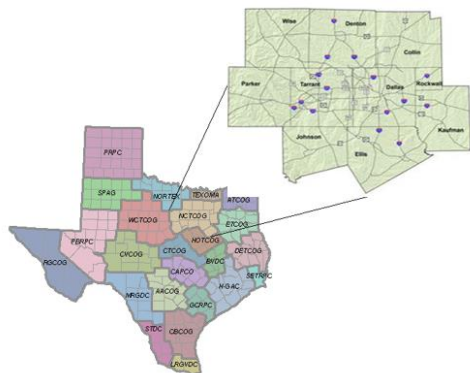 Wise
Denton
Collin
Parker
Tarrant
Dallas
Rockwall
Kaufman
Johnson
Ellis
PRPC
SPAG
NORTEX
TEXOMA
ATCOG
WCTCOG
NCTCOG
ETCOG
PBRPC
HOTCOG
RGCOG
CVCOG
CTCOG
BVDC
DETCOG
CAPCO
SETRPC
MRGDC
AACOG
H-GAC
GCRPC
STDC
CBCOG
LRGVDC